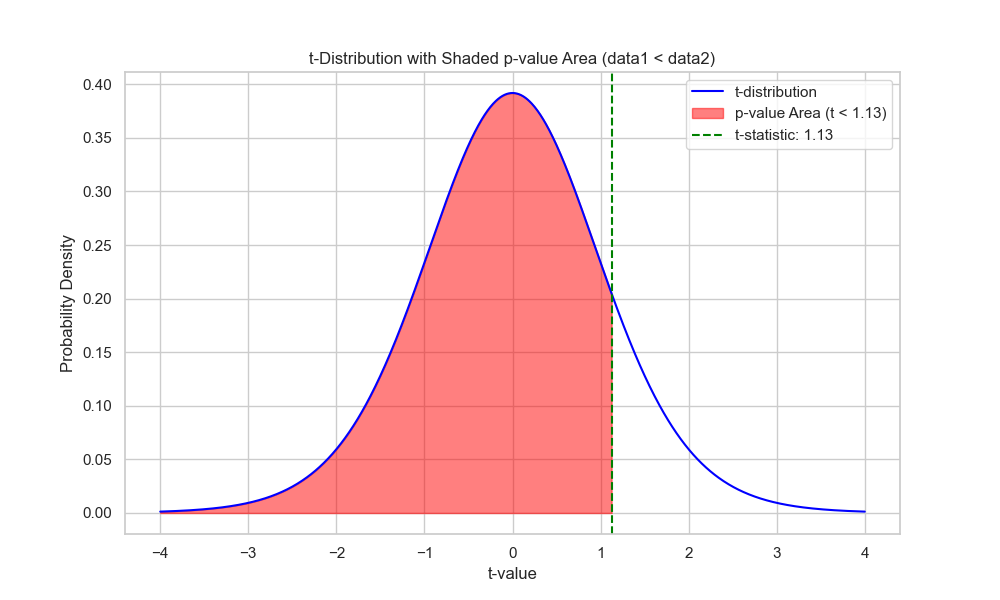 t-Distribution with Shaded p-value Area (data1 < data2)
t-distribution
p-value Area (t < 1.13)
t-statistic: 1.13
Probability Density
0.40
0.35
0.30
0.25
0.20
0.15
0.10
0.05
0.00
−4 −3 −2 −1 0 1 2 3 4
t-value